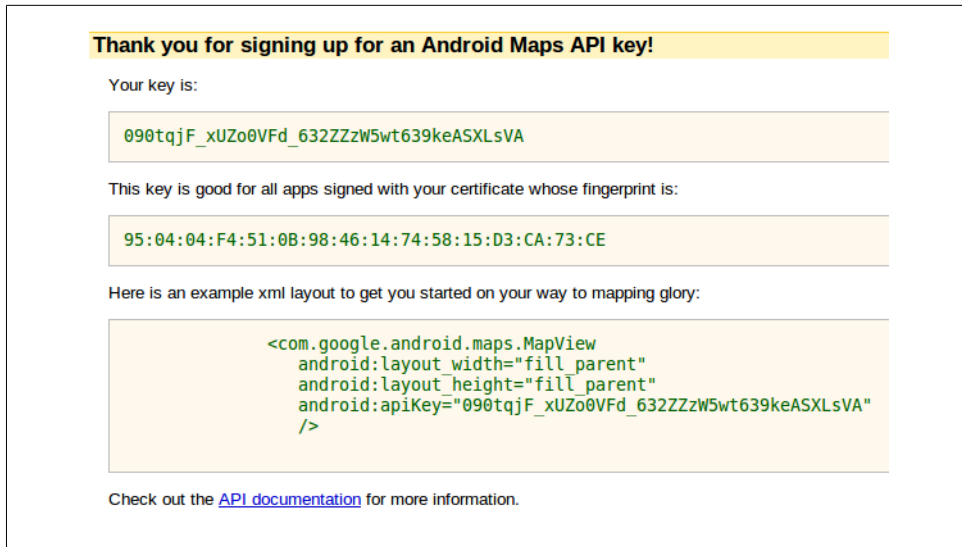 Thank you for signing up for an Android Maps API key!
Your key is:
090tqjF_xUZo0VFd_632ZZzW5wt639keASXLsVA
This key is good for all apps signed with your certificate whose fingerprint is:
95:04:04:F4:51:0B:98:46:14:74:58:15:D3:CA:73:CE
Here is an example xml layout to get you started on your way to mapping glory:
<com.google.android.maps.MapView
android:layout_width="fill_parent"
android:layout_height="fill_parent"
android:apiKey="090tqjF_xUZo0VFd_632ZZzW5wt639keASXLsVA"
/>
Check out the API documentation for more information.